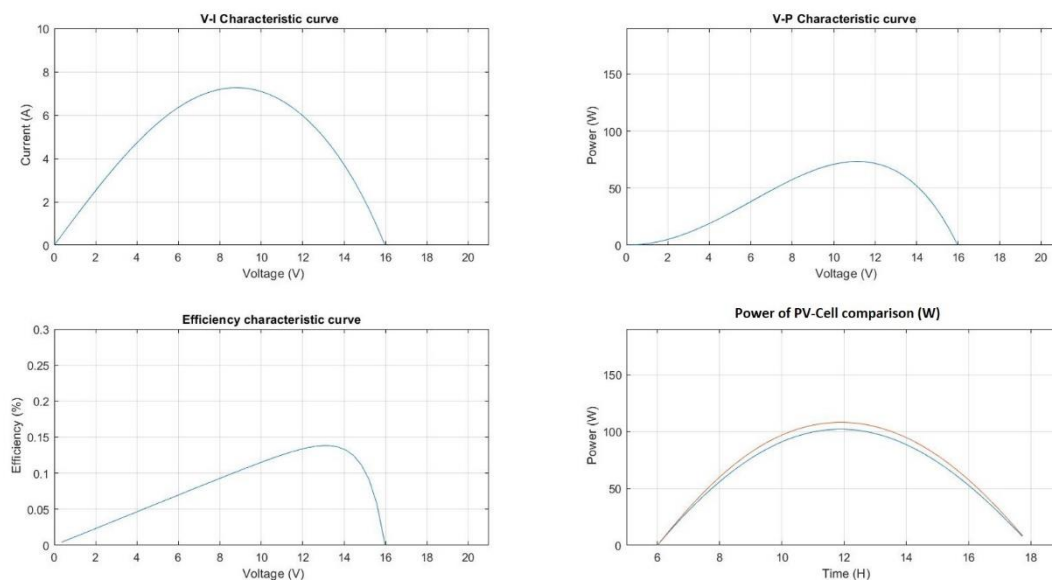 V-I Characteristic curve
10
8
6
4
2
0
Current (A)
0 2 4 6 8 10 12 14 16 18 20
Voltage (V)
V-P Characteristic curve
150
100
50
0
Power (W)
0 2 4 6 8 10 12 14 16 18 20
Voltage (V)
Efficiency characteristic curve
0.3
0.25
0.2
0.15
0.1
0.05
0
Efficiency (%)
0 2 4 6 8 10 12 14 16 18 20
Voltage (V)
Power of PV-Cell comparison (W)
150
100
50
0
Power (W)
6 8 10 12 14 16 18
Time (H)